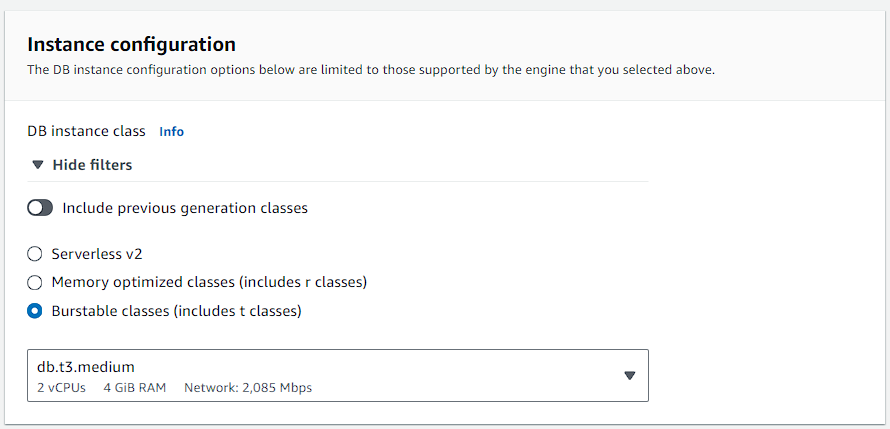 Instance configuration
The DB instance configuration options below are limited to those supported by the engine that you selected above.
DB instance class Info
Hide filters
Include previous generation classes
Serverless v2
Memory optimized classes (includes r classes)
Burstable classes (includes t classes)
db.t3.medium
2 vCPUs 4 GiB RAM Network: 2,085 Mbps